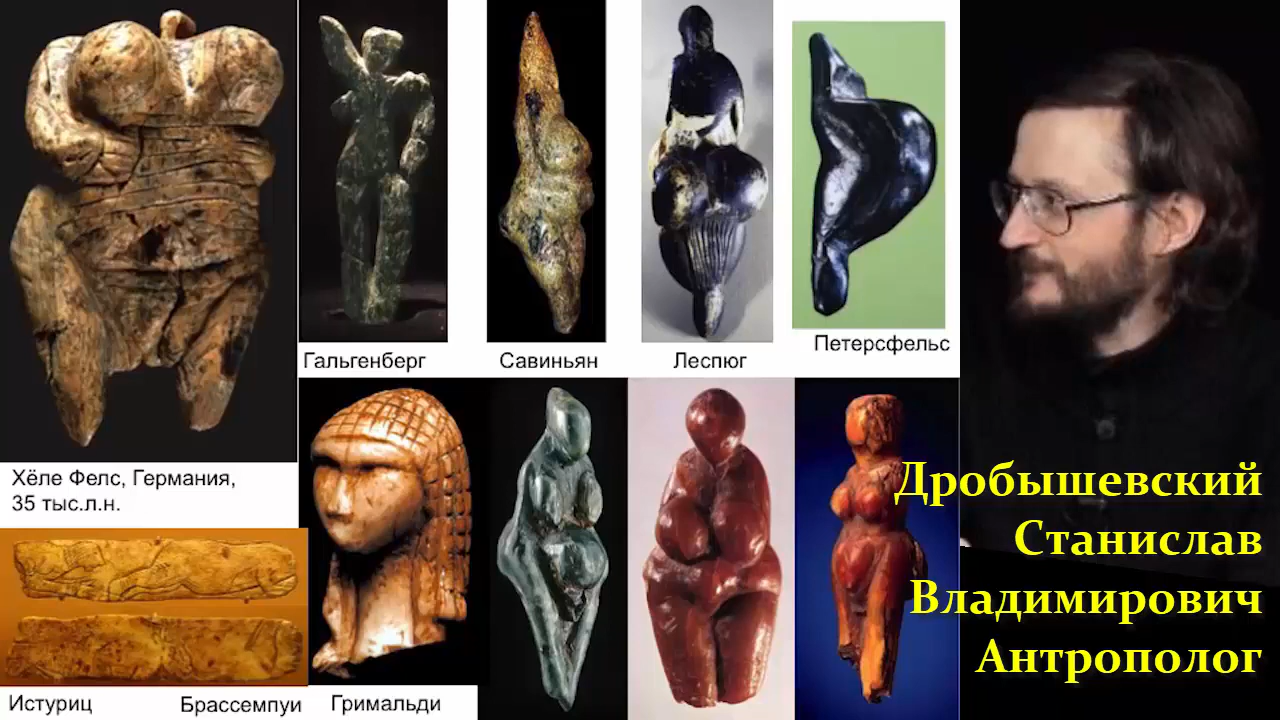 Гальгенберг
Савиньян
Леспюг
Петерсфельс
Хёле Фелс, Германия,
35 тыс.л.н.
Истуриц
Брассемпуи
Гримальди
Дробышевский
Станислав
Владимирович
Антрополог